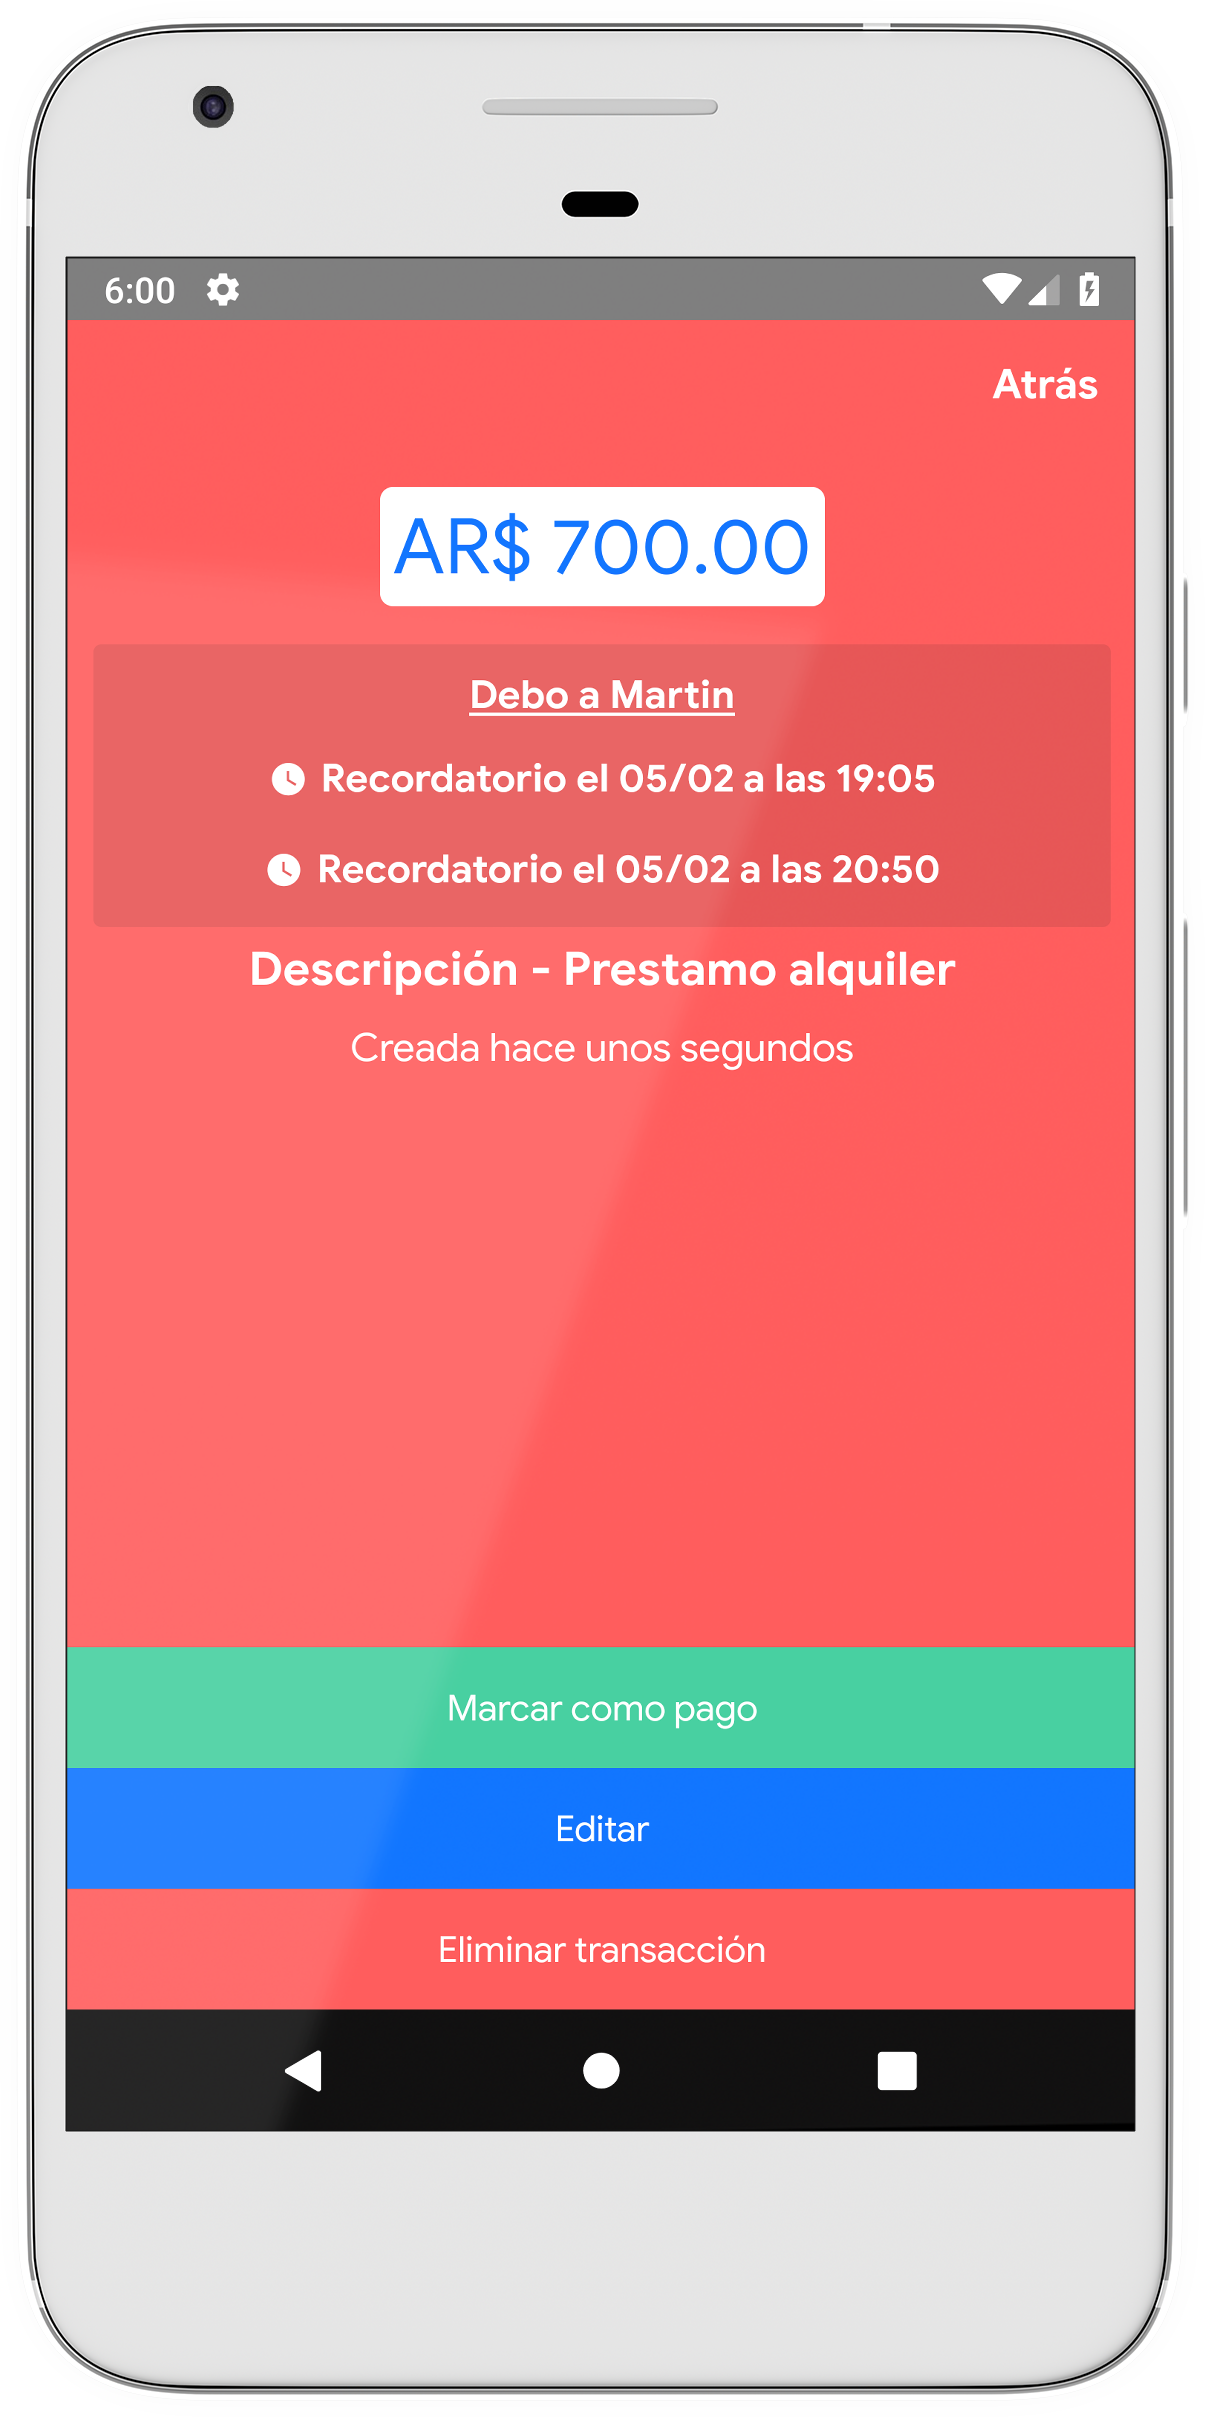 6:00
Atrás
AR$ 700.00
Debo a Martin
Recordatorio el 05/02 a las 19:05
Recordatorio el 05/02 a las 20:50
Descripción - Prestamo alquiler
Creada hace unos segundos
Marcar como pago
Editar
Eliminar transacción